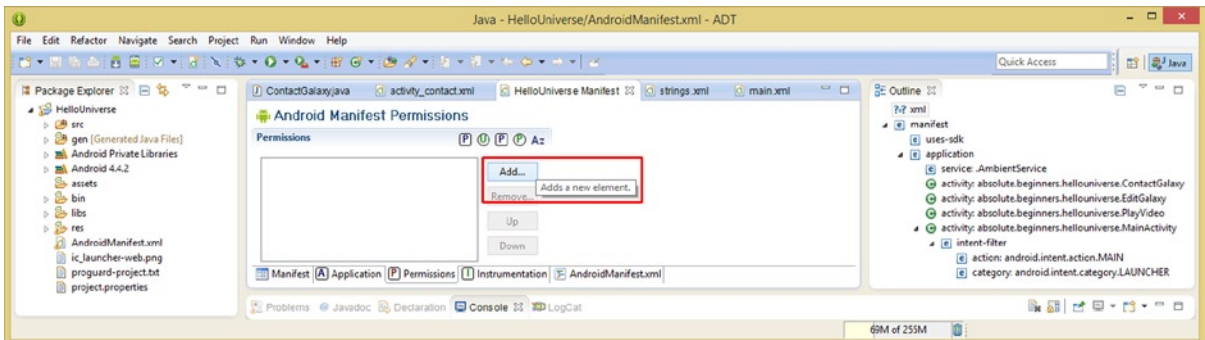 Java - HelloUniverse/AndroidManifest.xml - ADT
File Edit Refactor Navigate Search Project Run Window Help
Quick Access
Java
Package Explorer
HelloUniverse
src
gen [Generated Java Files]
Android Private Libraries
Android 4.4.2
assets
bin
libs
res
AndroidManifest.xml
ic_launcher-web.png
proguard-project.txt
project.properties
ContactGalaxy.java activity_contact.xml HelloUniverse Manifest strings.xml main.xml
Android Manifest Permissions
Permissions P U P P Az
Add...
Adds a new element.
Remove...
Up
Down
Manifest A Application P Permissions I Instrumentation AndroidManifest.xml
Problems @ Javadoc Declaration Console LogCat
Outline
?=? xml
e manifest
e uses-sdk
e application
e service: .AmbientService
activity: absolute.beginners.hellouniverse.ContactGalaxy
activity: absolute.beginners.hellouniverse.EditGalaxy
activity: absolute.beginners.hellouniverse.PlayVideo
activity: absolute.beginners.hellouniverse.MainActivity
e intent-filter
e action: android.intent.action.MAIN
e category: android.intent.category.LAUNCHER
69M of 255M